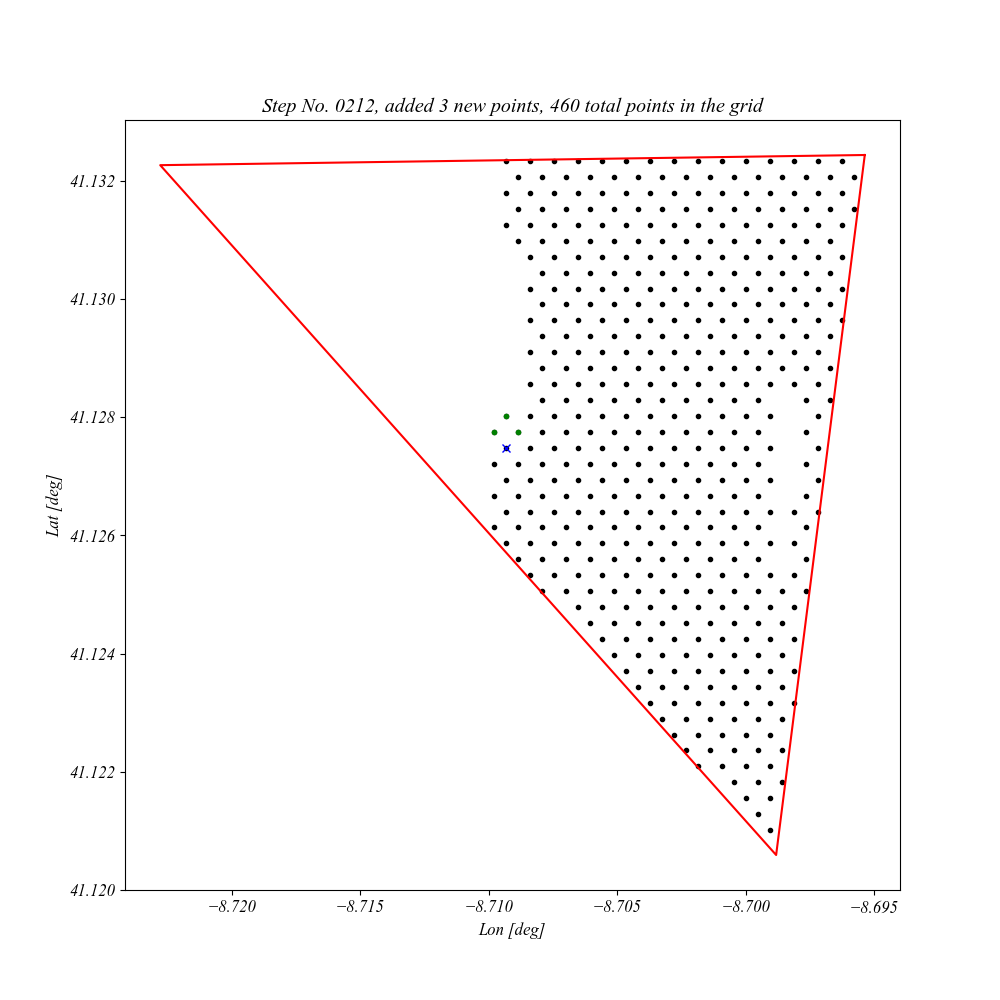 Step No. 0212, added 3 new points, 460 total points in the grid
41.132
41.130
41.128
41.126
41.124
41.122
41.120
Lat [deg]
−8.720 −8.715 −8.710 −8.705 −8.700 −8.695
Lon [deg]